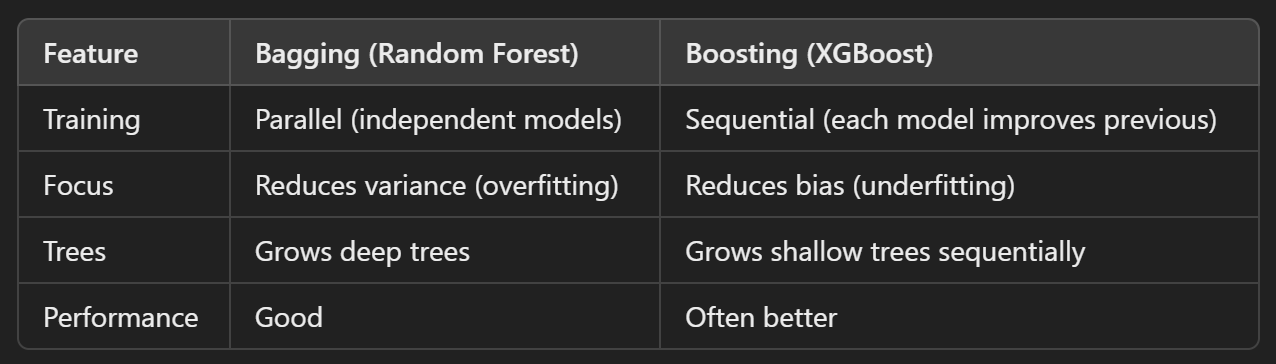 Feature Bagging (Random Forest) Boosting (XGBoost)
Training Parallel (independent models) Sequential (each model improves previous)
Focus Reduces variance (overfitting) Reduces bias (underfitting)
Trees Grows deep trees Grows shallow trees sequentially
Performance Good Often better